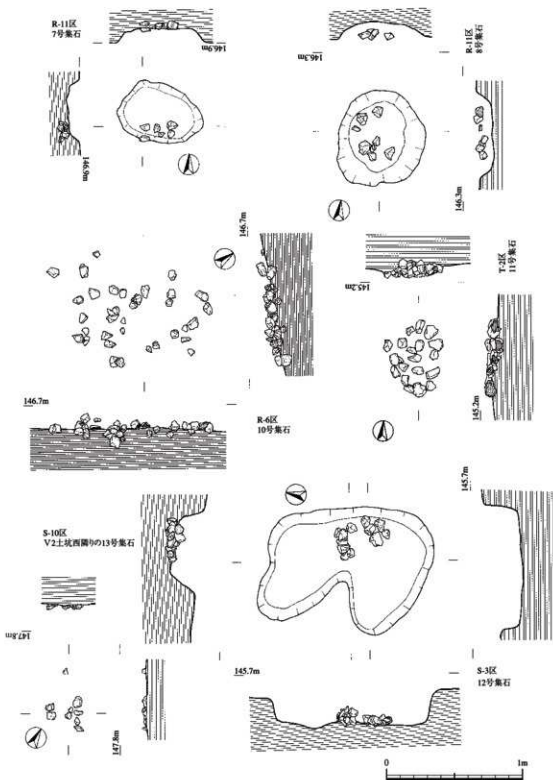 R-11区
7号集石
146.9m
146.9m
R-11区
8号集石
146.3m
146.3m
146.7m
146.7m
R-6区
10号集石
T-2区
11号集石
145.2m
145.2m
S-10区
V2土坑西隣りの13号集石
147.8m
147.8m
145.7m
145.7m
S-3区
12号集石
0
1m